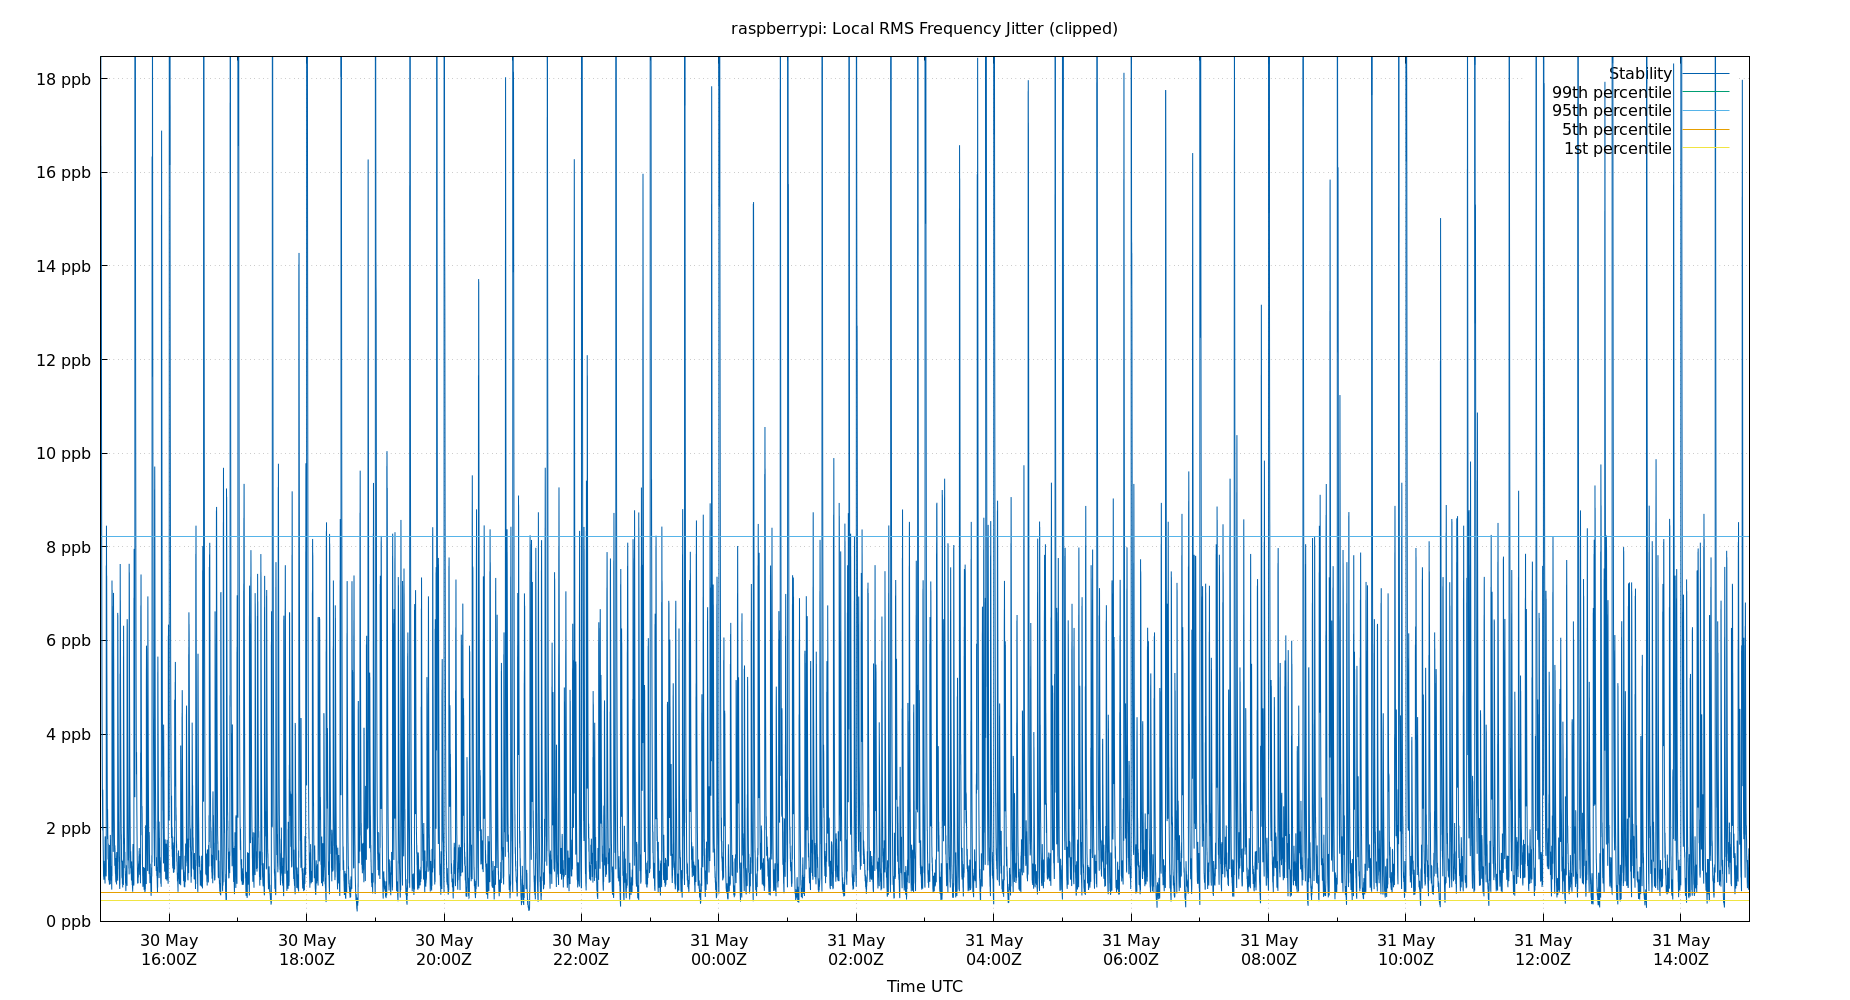 raspberrypi: Local RMS Frequency Jitter (clipped)
18 ppb
16 ppb
14 ppb
12 ppb
10 ppb
8 ppb
6 ppb
4 ppb
2 ppb
0 ppb
Stability
99th percentile
95th percentile
5th percentile
1st percentile
30 May 30 May 30 May 30 May 31 May 31 May 31 May 31 May 31 May 31 May 31 May 31 May
16:00Z 18:00Z 20:00Z 22:00Z 00:00Z 02:00Z 04:00Z 06:00Z 08:00Z 10:00Z 12:00Z 14:00Z
Time UTC